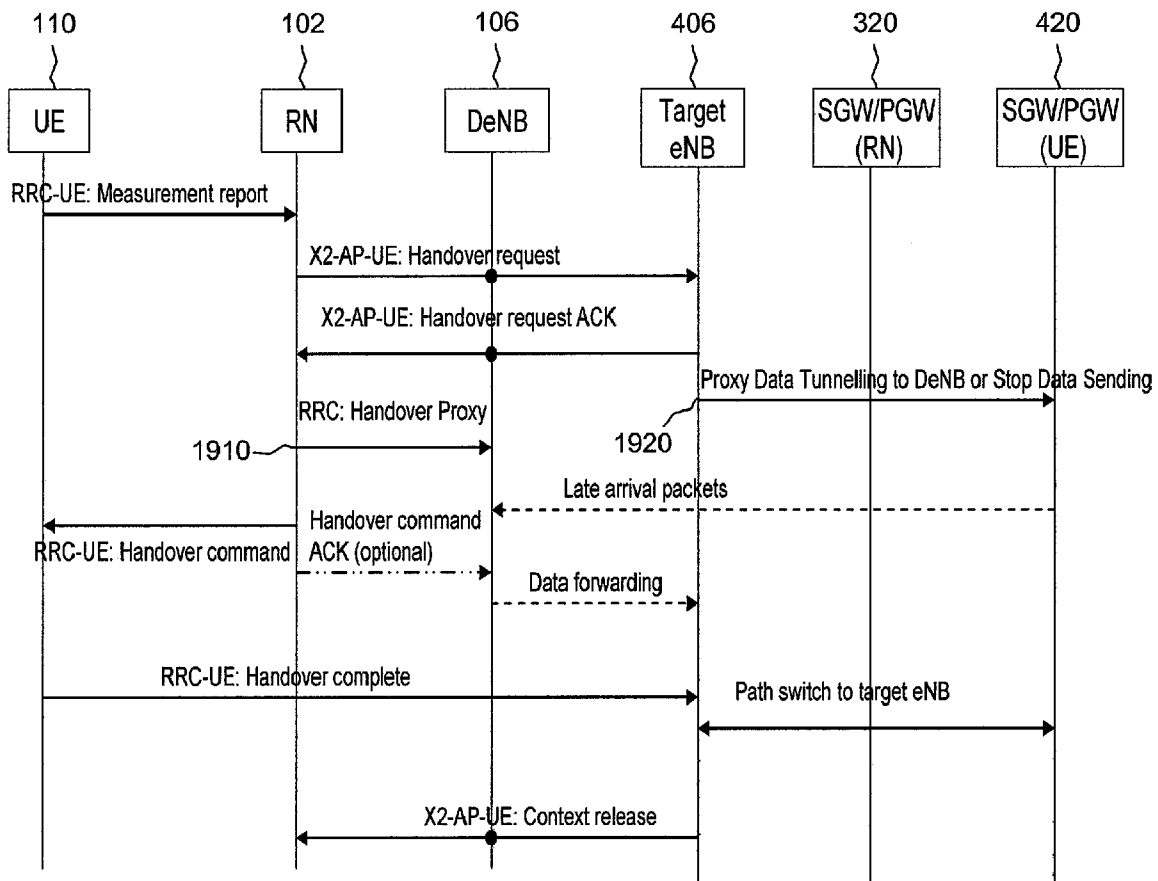 110 102 106 406 320 420
UE RN DeNB Target eNB SGW/PGW (RN) SGW/PGW (UE)
RRC-UE: Measurement report
X2-AP-UE: Handover request
X2-AP-UE: Handover request ACK
Proxy Data Tunnelling to DeNB or Stop Data Sending
RRC: Handover Proxy
1910
1920
Late arrival packets
Handover command
RRC-UE: Handover command ACK (optional)
Data forwarding
RRC-UE: Handover complete
Path switch to target eNB
X2-AP-UE: Context release